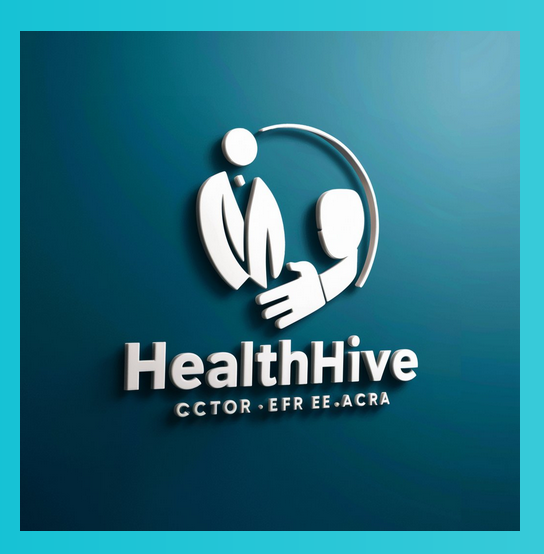 HealthHive
CCTOR • EFR EE • ACRA